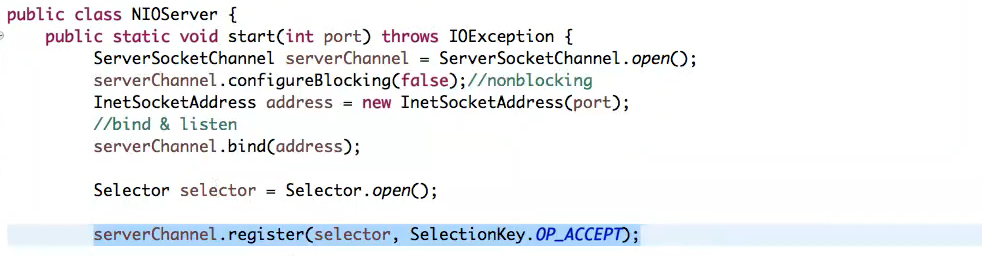 public class NIOServer {
public static void start(int port) throws IOException {
ServerSocketChannel serverChannel = ServerSocketChannel.open();
serverChannel.configureBlocking(false);//nonblocking
InetSocketAddress address = new InetSocketAddress(port);
//bind & listen
serverChannel.bind(address);
Selector selector = Selector.open();
serverChannel.register(selector, SelectionKey.OP_ACCEPT);